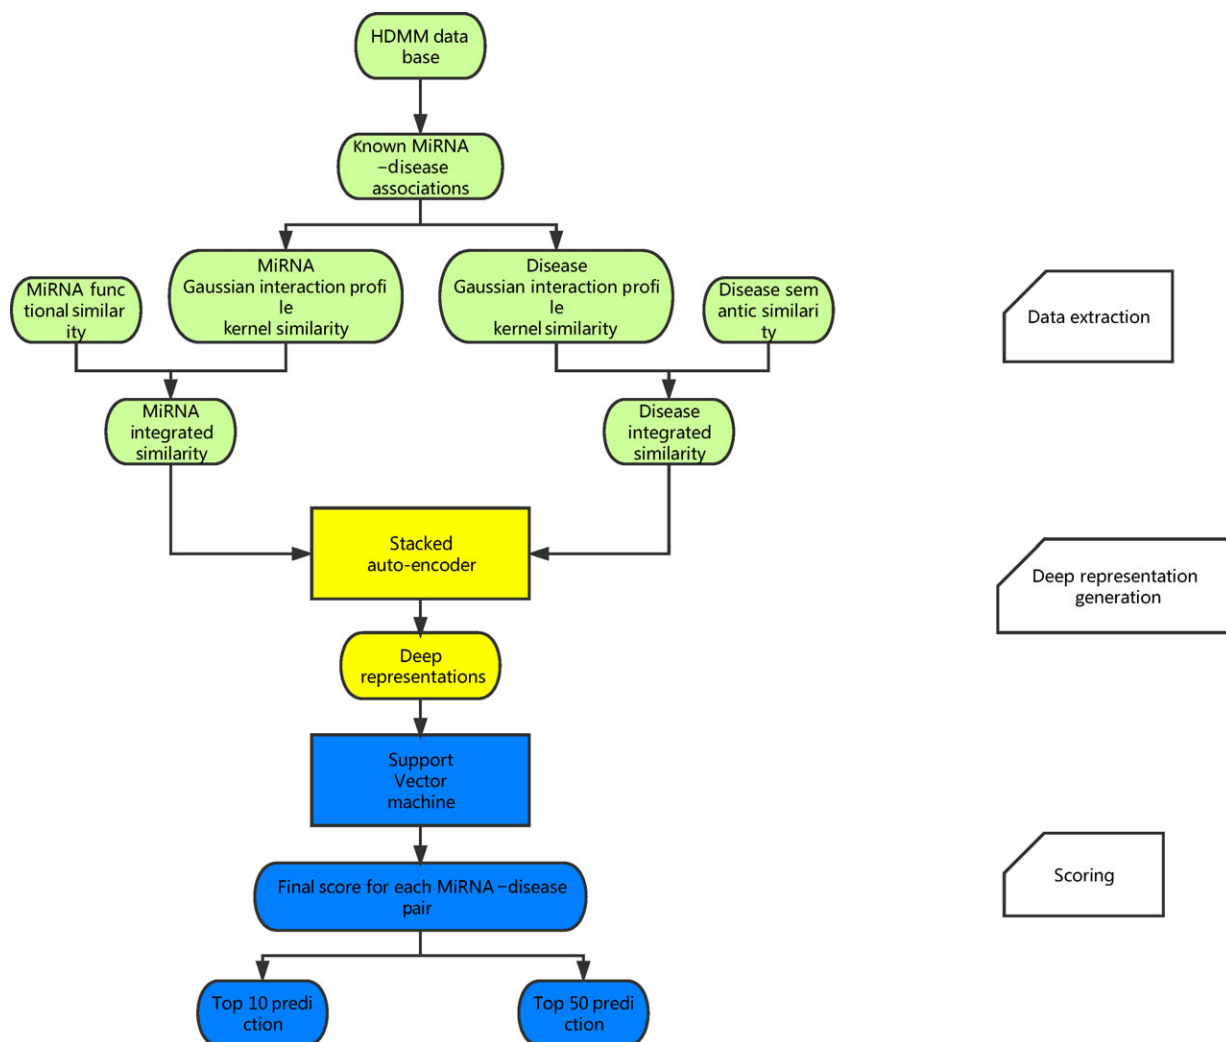 HDMM data
base
Known MiRNA
–disease
associations
MiRNA
Gaussian interaction profi
le
kernel similarity
Disease
Gaussian interaction profi
le
kernel similarity
MiRNA func
tional similar
ity
Disease sem
antic similari
ty
Data extraction
MiRNA
integrated
similarity
Disease
integrated
similarity
Stacked
auto-encoder
Deep representation
generation
Deep
representations
Support
Vector
machine
Final score for each MiRNA –disease
pair
Scoring
Top 10 predi
ction
Top 50 predi
ction